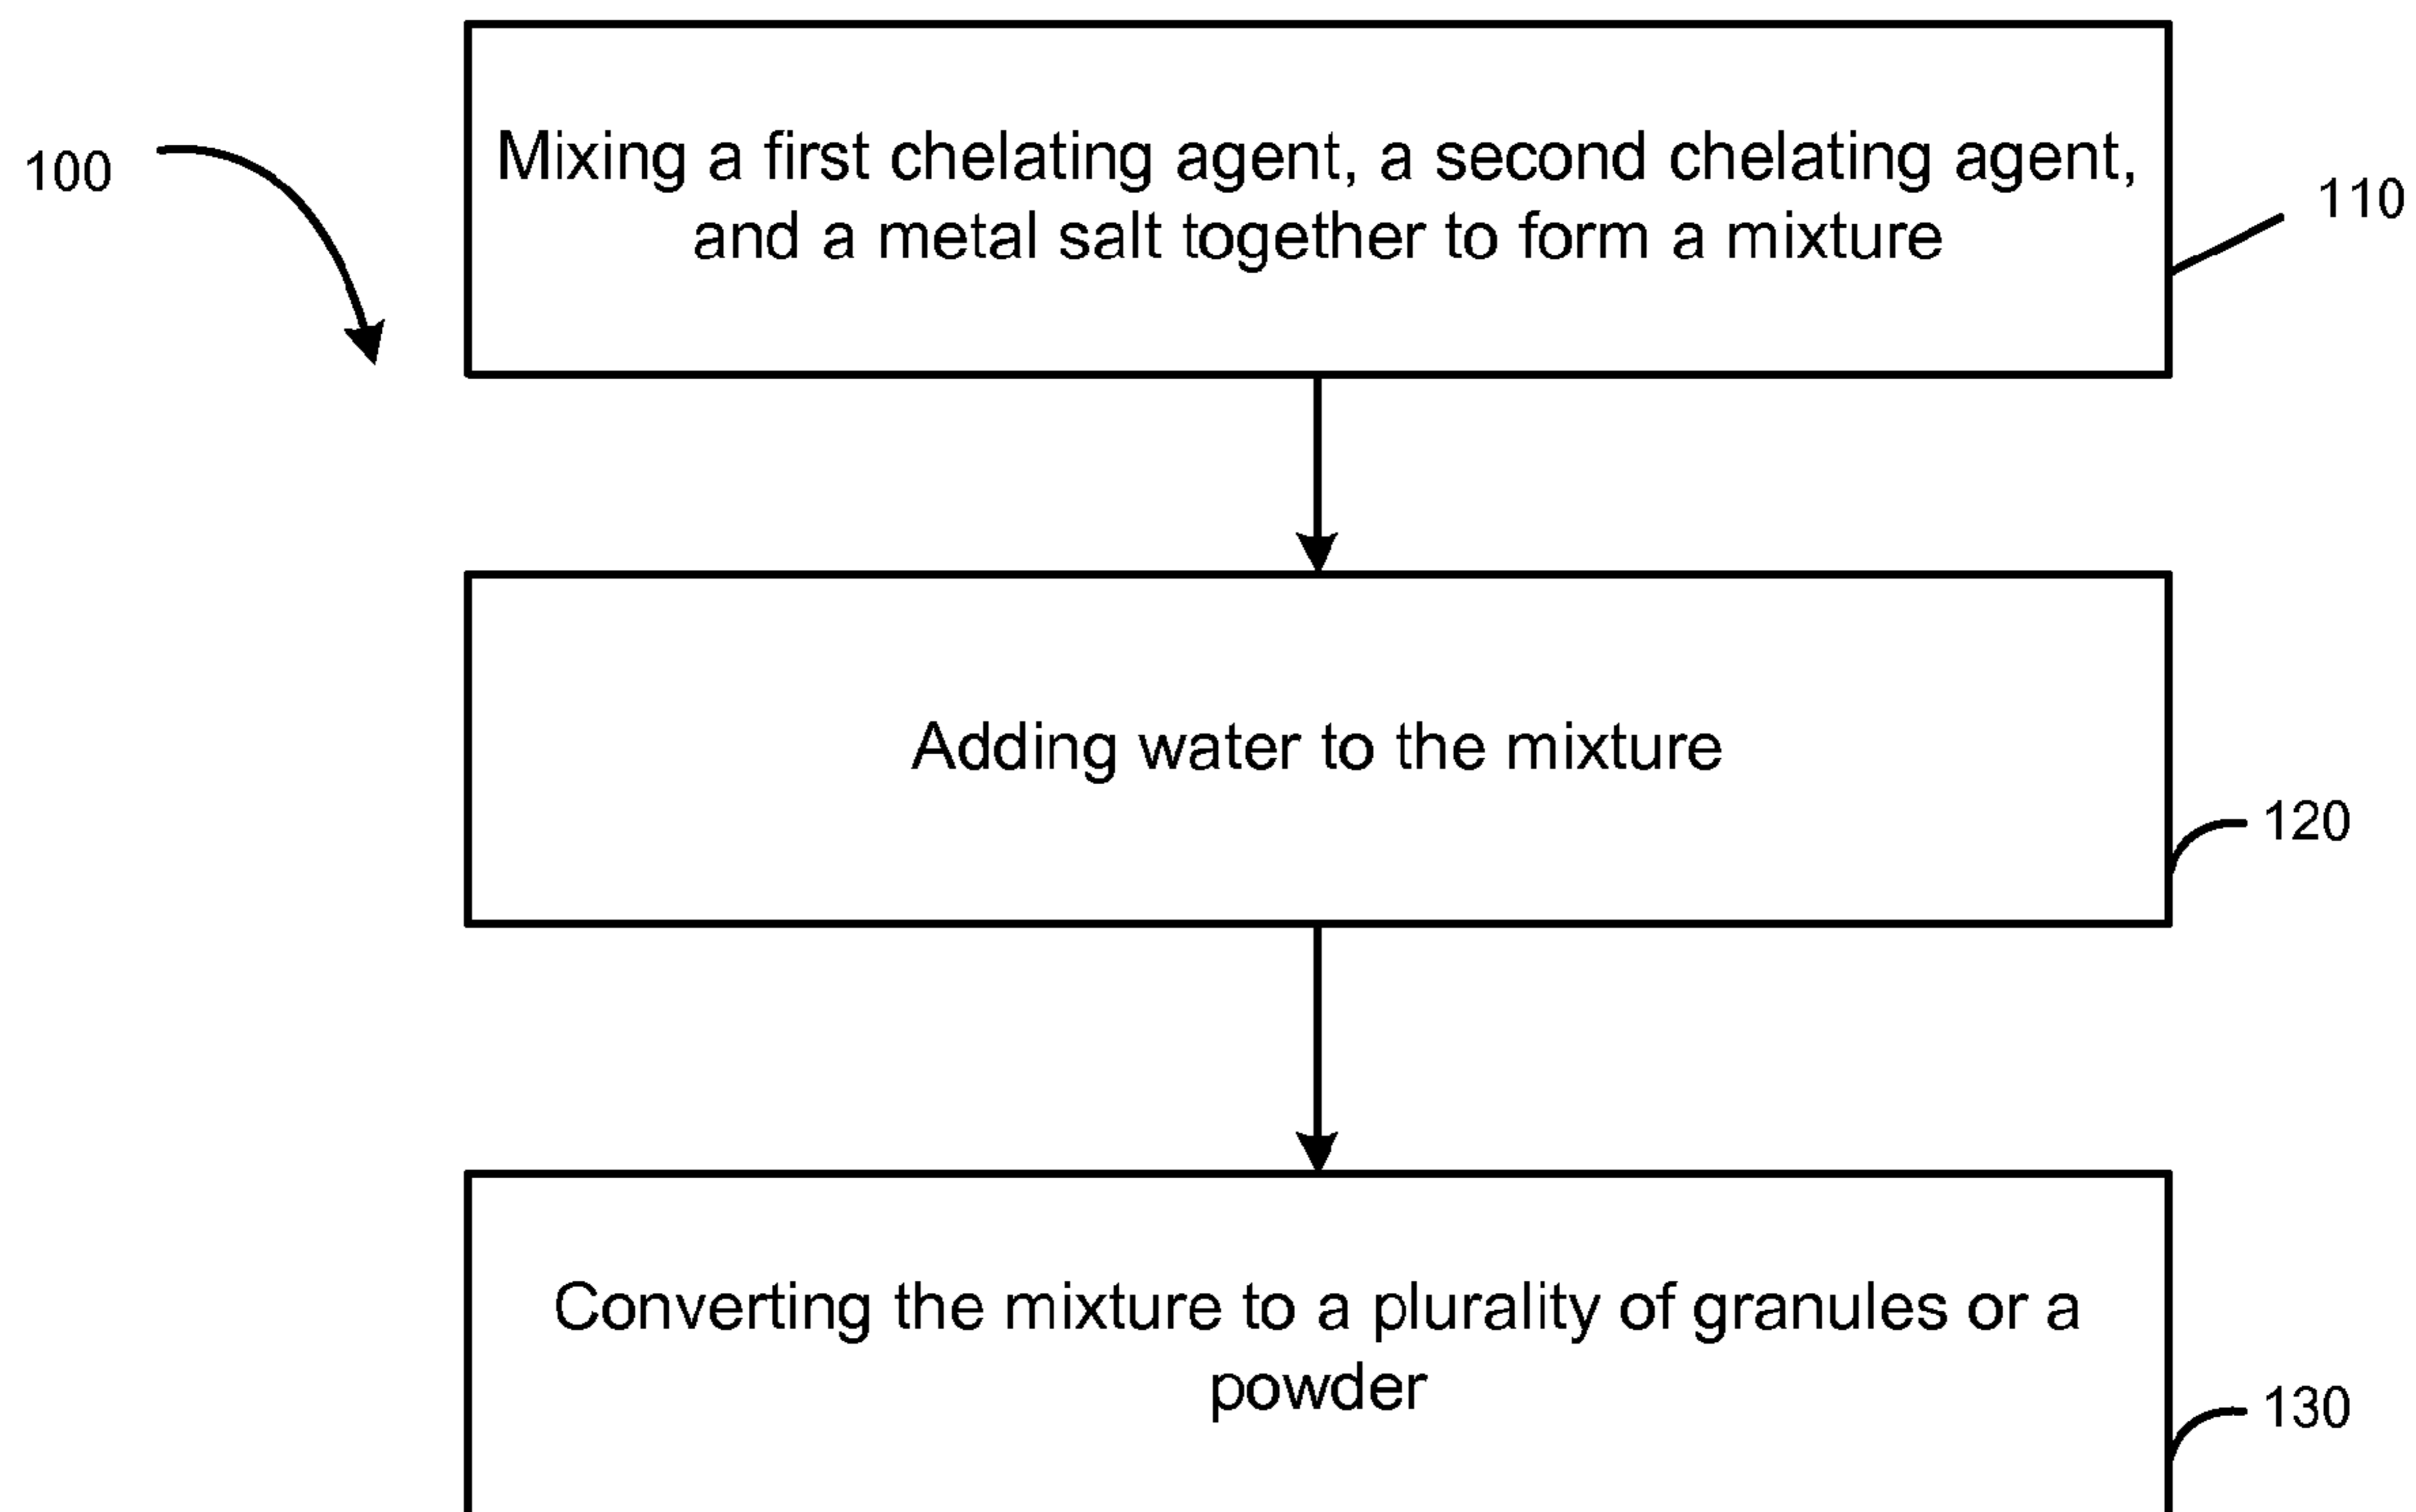 100
Mixing a first chelating agent, a second chelating agent,
and a metal salt together to form a mixture
110
Adding water to the mixture
120
Converting the mixture to a plurality of granules or a
powder
130